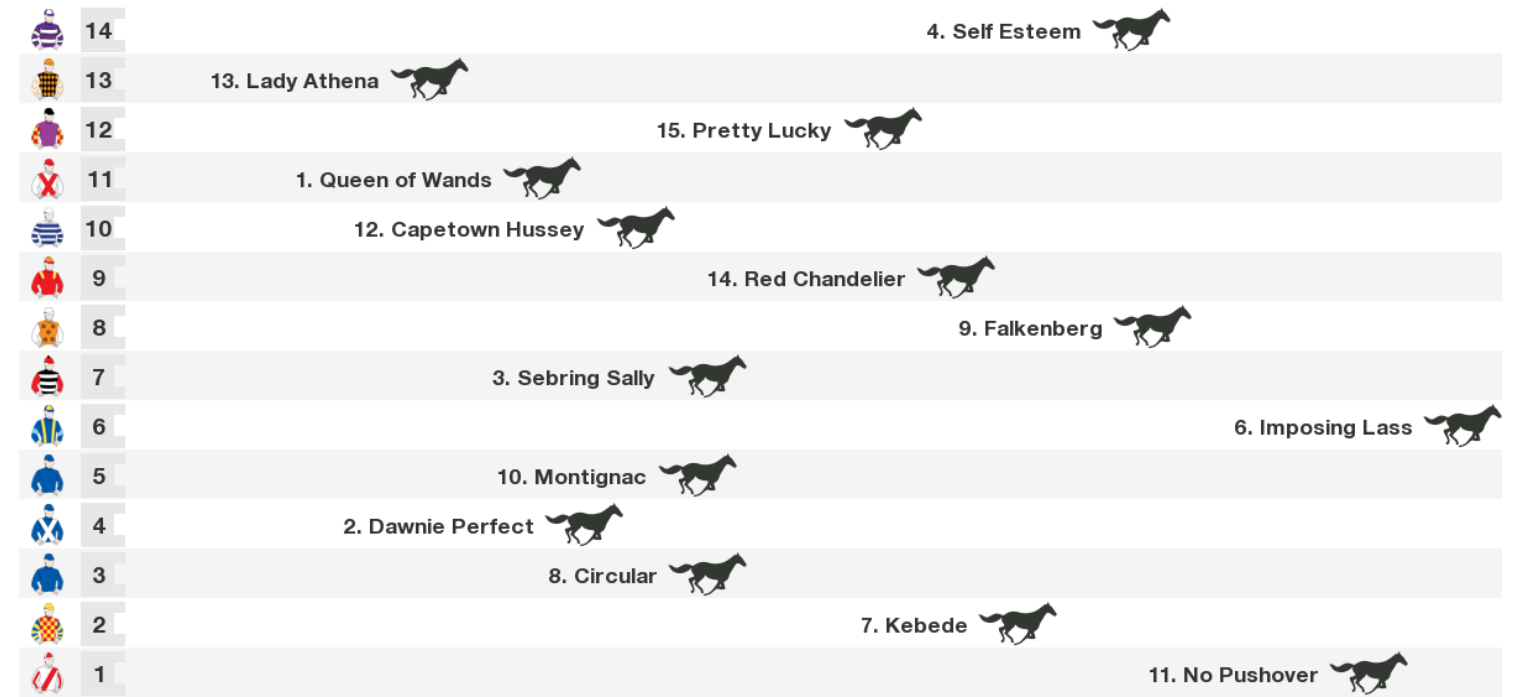 14 4. Self Esteem
13 13. Lady Athena
12 15. Pretty Lucky
11 1. Queen of Wands
10 12. Capetown Hussey
9 14. Red Chandelier
8 9. Falkenberg
7 3. Sebring Sally
6 6. Imposing Lass
5 10. Montignac
4 2. Dawnie Perfect
3 8. Circular
2 7. Kebede
1 11. No Pushover